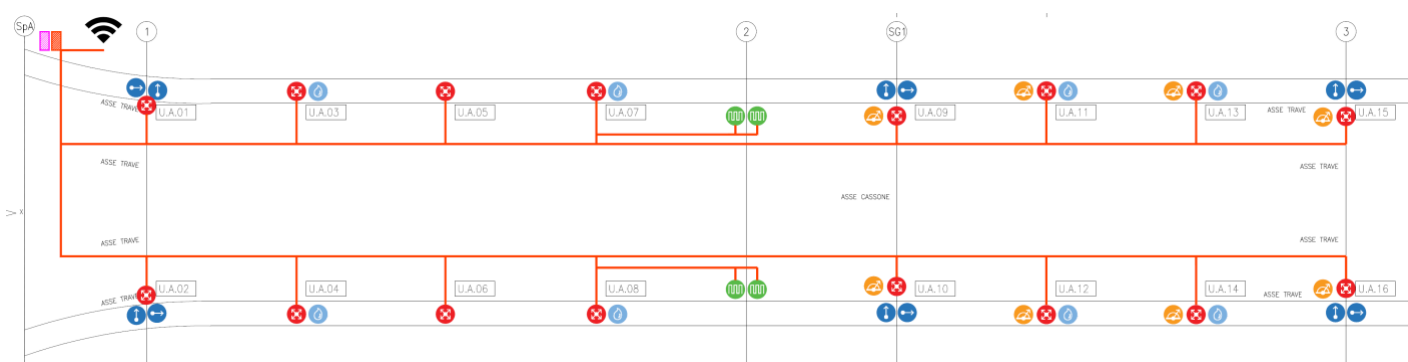 SpA
1
2
SG1
3
ASSE TRAVE
U.A.01
U.A.03
U.A.05
U.A.07
U.A.09
U.A.11
U.A.13
ASSE TRAVE
U.A.15
ASSE TRAVE
ASSE TRAVE
ASSE CASSONE
V x
ASSE TRAVE
ASSE TRAVE
ASSE TRAVE
U.A.02
U.A.04
U.A.06
U.A.08
U.A.10
U.A.12
U.A.14
ASSE TRAVE
U.A.16